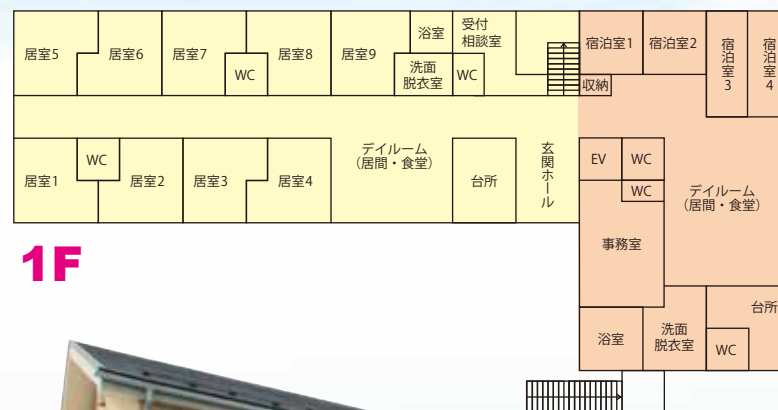 居室5
居室6
居室7
WC
居室8
居室9
浴室
洗面
脱衣室
受付
相談室
WC
宿泊室1
宿泊室2
宿泊室3
宿泊室4
収納
居室1
WC
居室2
居室3
居室4
デイルーム
（居間・食堂）
台所
玄関ホール
EV
WC
WC
デイルーム
（居間・食堂）
事務室
浴室
洗面
脱衣室
WC
台所
1F